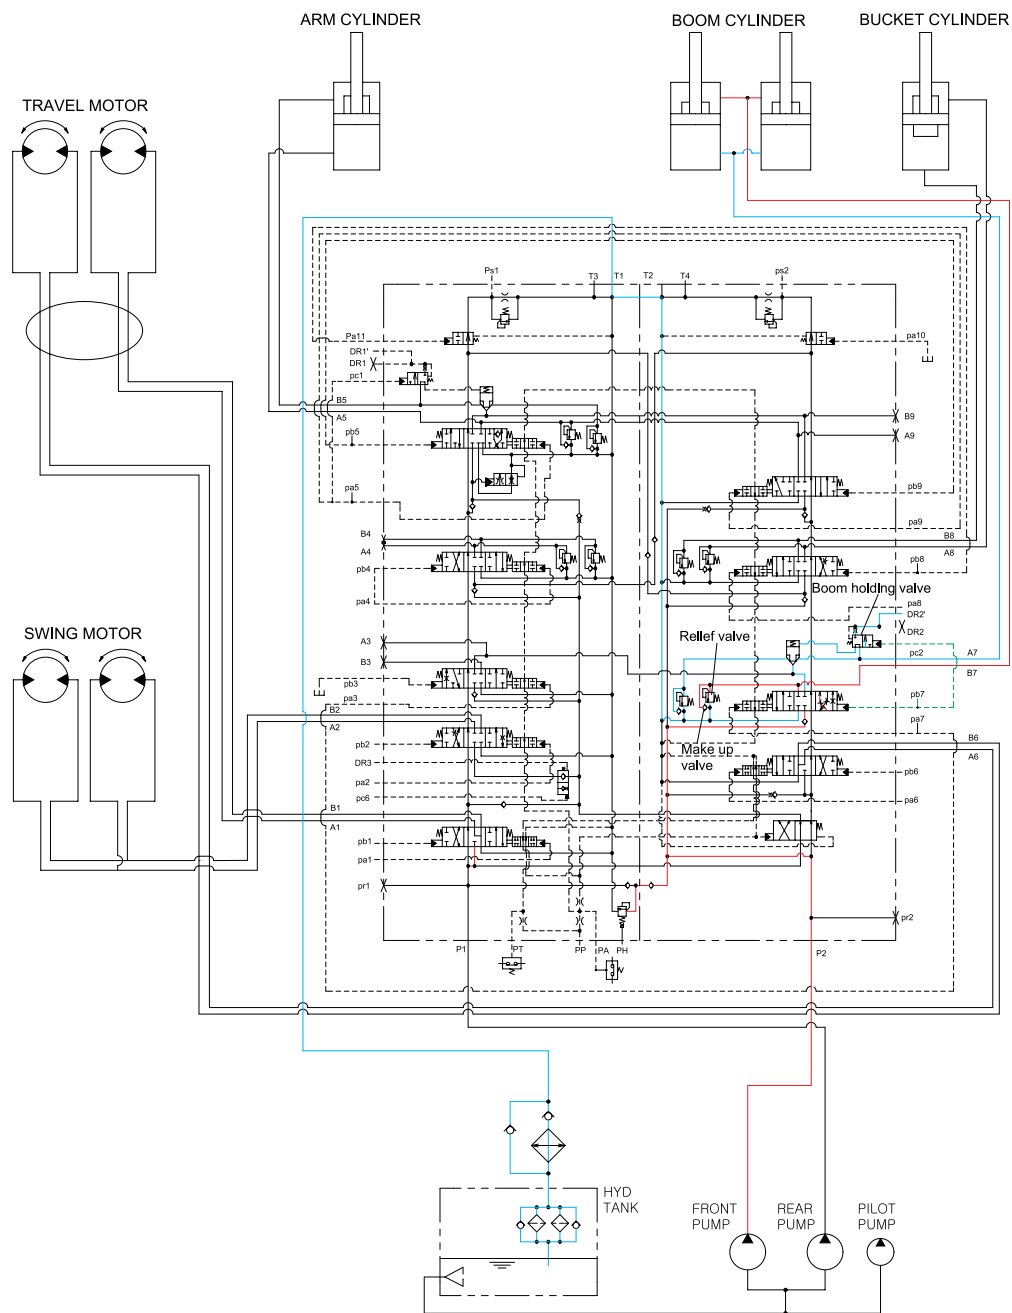 ARM CYLINDER
BOOM CYLINDER
BUCKET CYLINDER
TRAVEL MOTOR
Ps1
T3
T1
T2
T4
ps2
Pa11
pa10
DR1'
DR1
pc1
B5
A5
B9
A9
pb5
pa5
pb9
pa9
B4
A4
B8
A8
pb4
pb8
Boom holding valve
pa4
pa8
DR2'
DR2
SWING MOTOR
A3
Rellef valve
B3
pc2
A7
B7
pb3
pa3
pb7
B2
A2
pa7
B6
A6
pb2
Make up
valve
DR3
pb6
pa2
pc6
pa6
B1
A1
pb1
pa1
pr1
pr2
P1
PT
PP
PA
PH
P2
HYD
TANK
FRONT
PUMP
REAR
PUMP
PILOT
PUMP